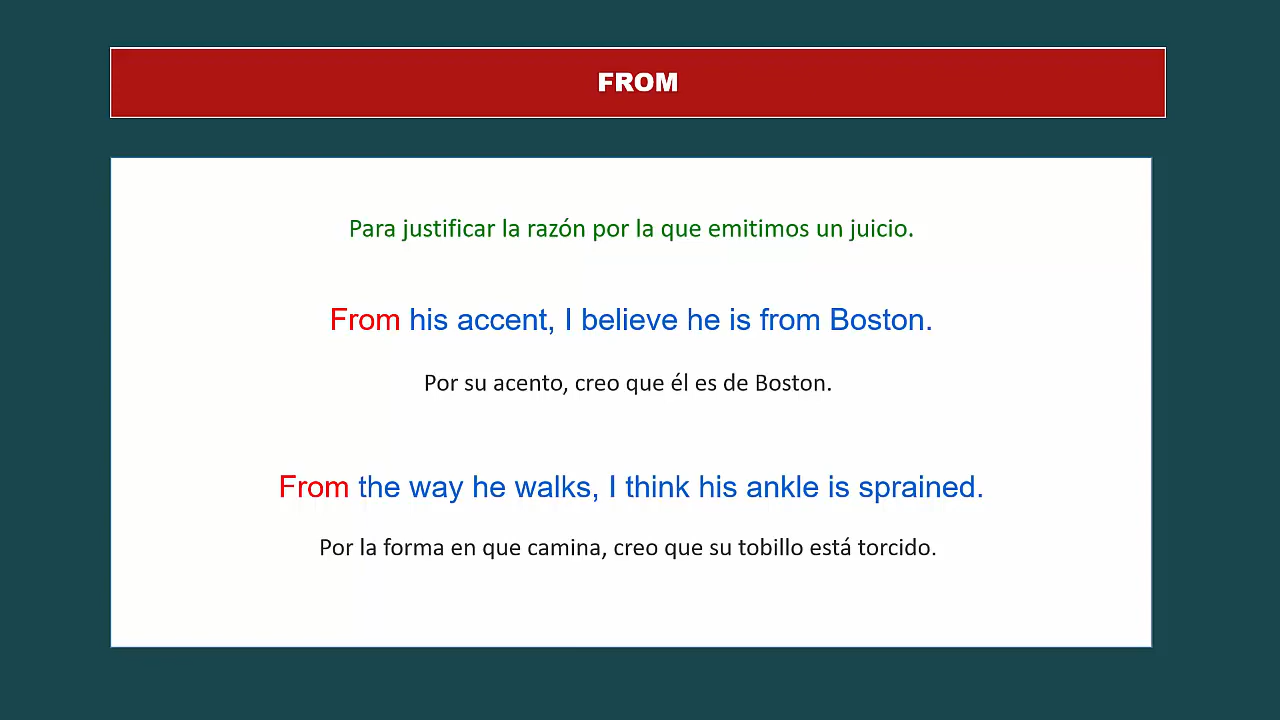 FROM
Para justificar la razón por la que emitimos un juicio.
From his accent, I believe he is from Boston.
Por su acento, creo que él es de Boston.
From the way he walks, I think his ankle is sprained.
Por la forma en que camina, creo que su tobillo está torcido.